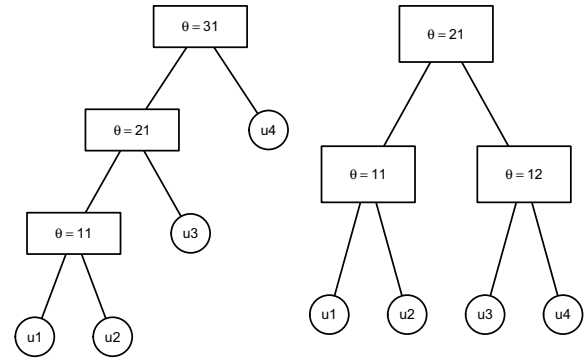 θ = 31
θ = 21
u4
θ = 11
u3
u1
u2
θ = 21
θ = 11
θ = 12
u1
u2
u3
u4